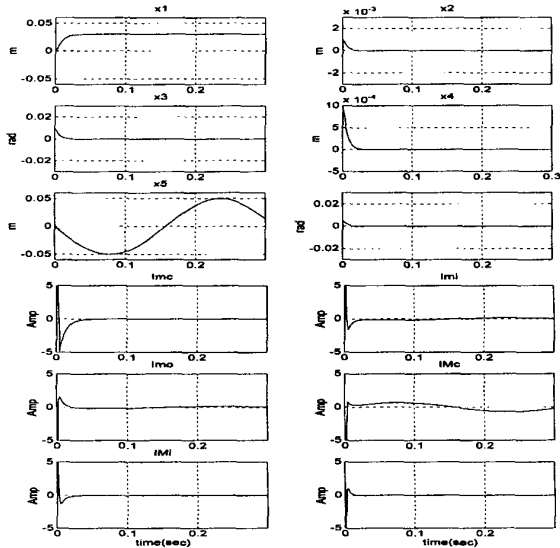 x1 x2
0.05 × 10⁻³
m 0 m 2
0
-0.05 -2
0 0.1 0.2 0 0.1 0.2
x3 x4
0.02 10 × 10⁻⁴
rad 0 m 5
-0.02 0
-5
0 0.1 0.2 0 0.1 0.2 0.3
x5
0.05 0.02
m 0 rad 0
-0.05 -0.02
0 0.1 0.2 0 0.1 0.2
Imc Imi
5 5
Amp 0 Amp 0
-5 -5
0 0.1 0.2 0 0.1 0.2
Imo IMc
5 5
Amp 0 Amp 0
-5 -5
0 0.1 0.2 0 0.1 0.2
IMi
5 5
Amp 0 Amp 0
-5 -5
0 0.1 0.2 0 0.1 0.2
time(sec) time(sec)